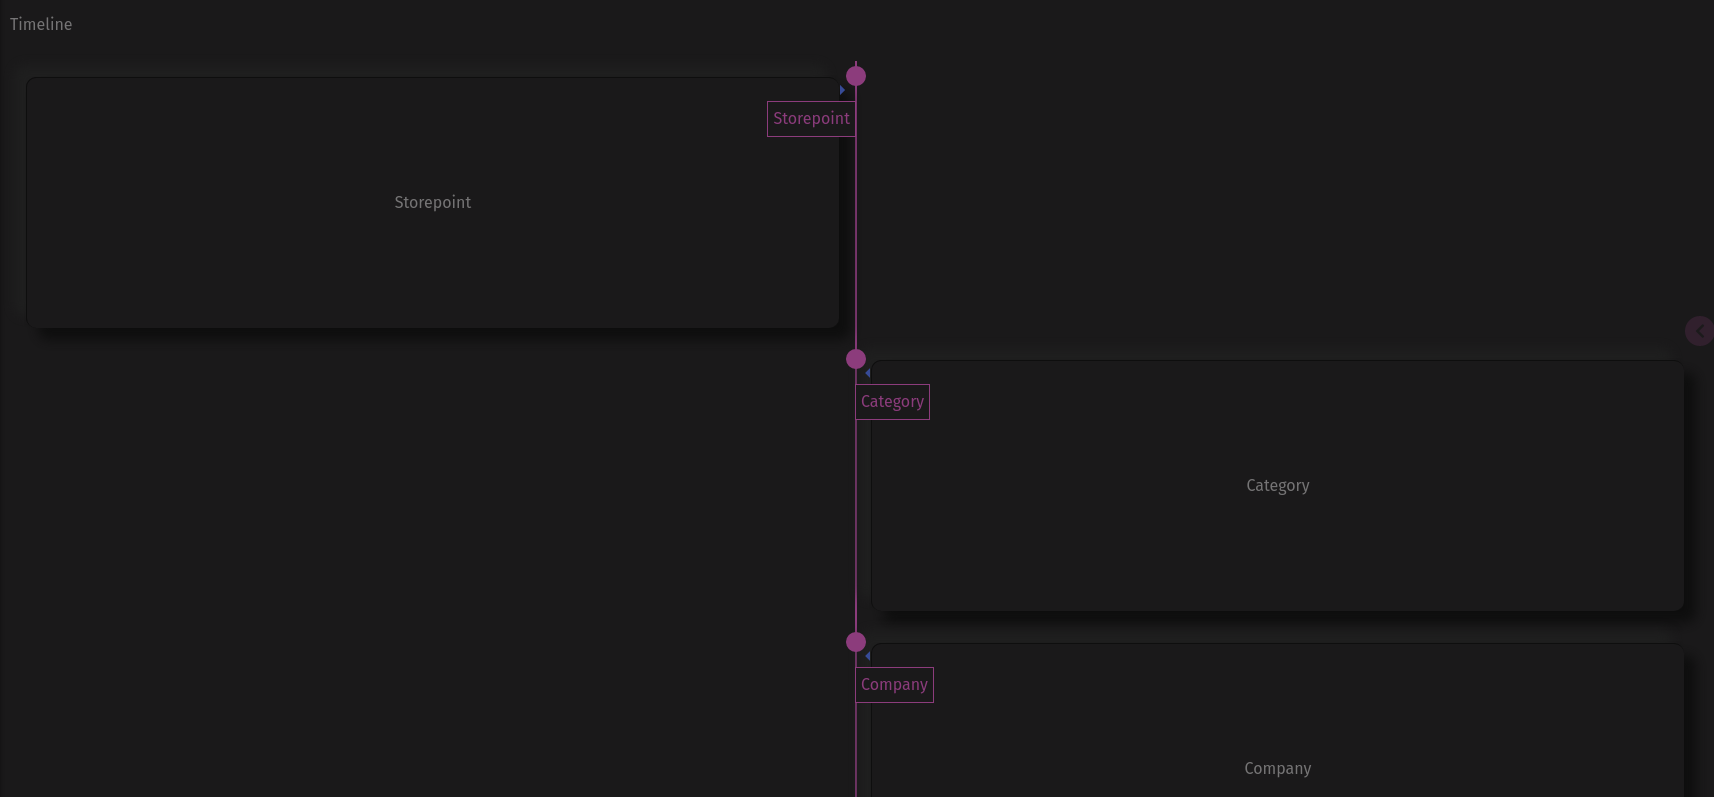 Timeline
Storepoint
Storepoint
Category
Category
Company
Company